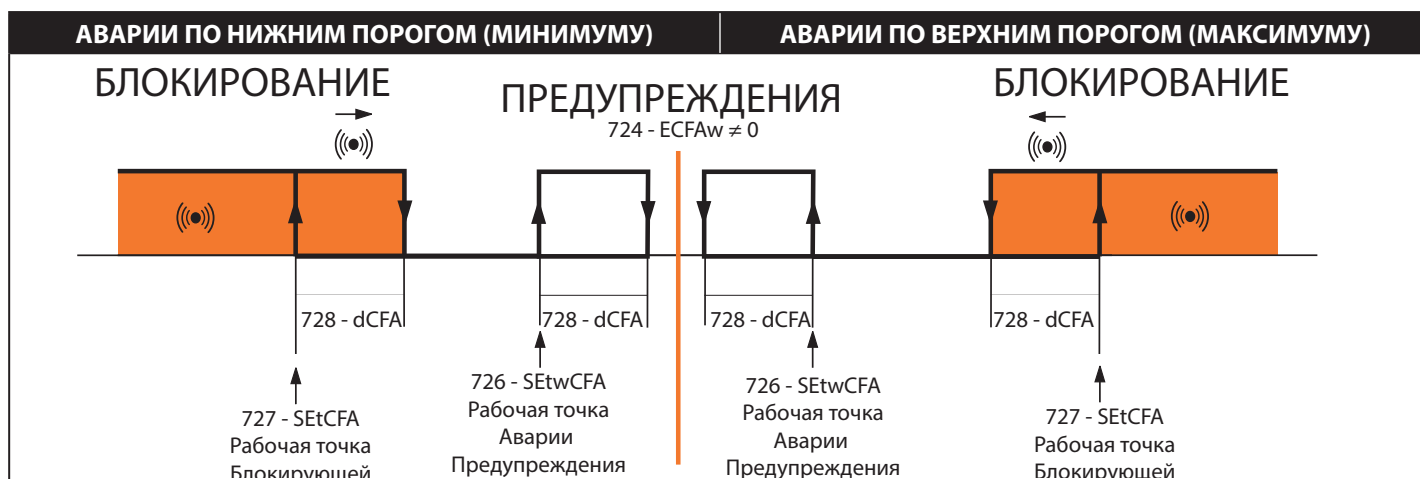 АВАРИИ ПО НИЖНИМ ПОРОГОМ (МИНИМУМУ)
АВАРИИ ПО ВЕРХНИМ ПОРОГОМ (МАКСИМУМУ)
БЛОКИРОВАНИЕ
ПРЕДУПРЕЖДЕНИЯ
БЛОКИРОВАНИЕ
724 - ECFAw ≠ 0
728 - dCFA
728 - dCFA
728 - dCFA
728 - dCFA
727 - SEtCFA
Рабочая точка
Блокирующей
726 - SEtwCFA
Рабочая точка
Аварии
Предупреждения
726 - SEtwCFA
Рабочая точка
Аварии
Предупреждения
727 - SEtCFA
Рабочая точка
Блокирующей